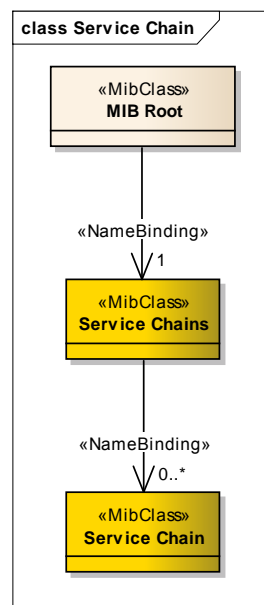 class Service Chain
«MibClass»
MIB Root
«NameBinding»
1
«MibClass»
Service Chains
«NameBinding»
0..*
«MibClass»
Service Chain